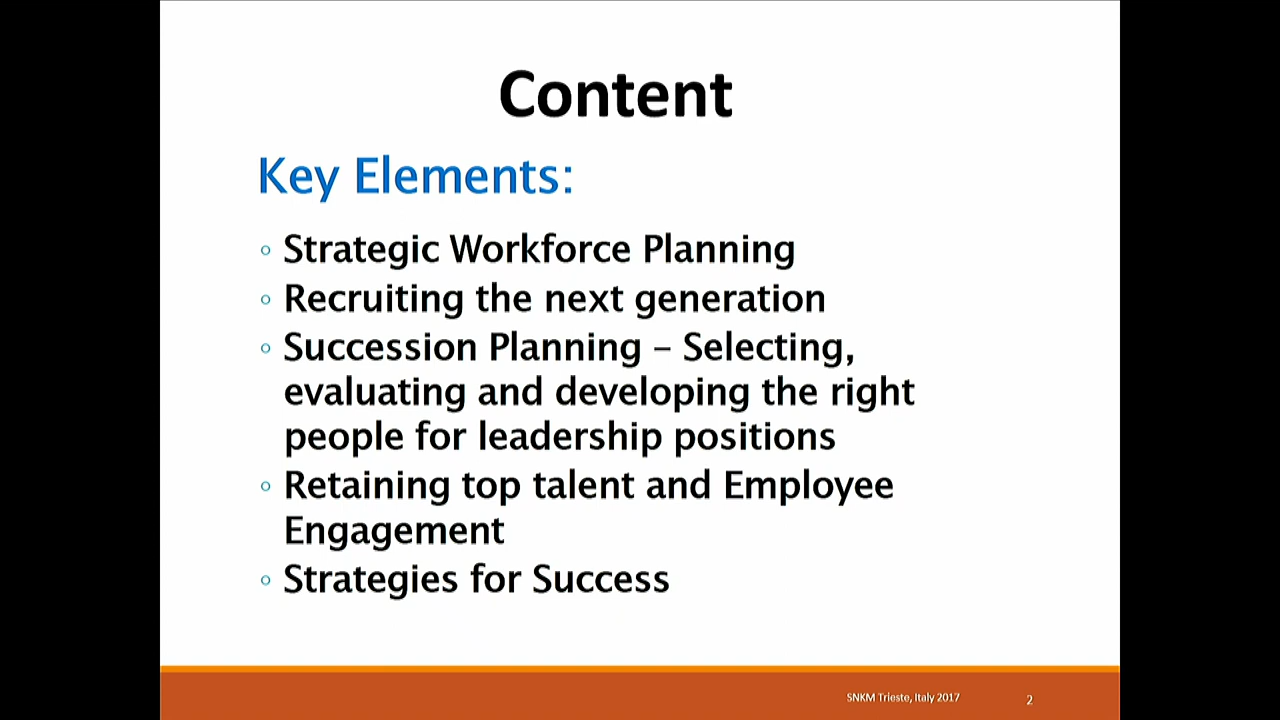 Content
Key Elements:
◦ Strategic Workforce Planning
◦ Recruiting the next generation
◦ Succession Planning – Selecting,
evaluating and developing the right
people for leadership positions
◦ Retaining top talent and Employee
Engagement
◦ Strategies for Success
SNKM Trieste, Italy 2017
2